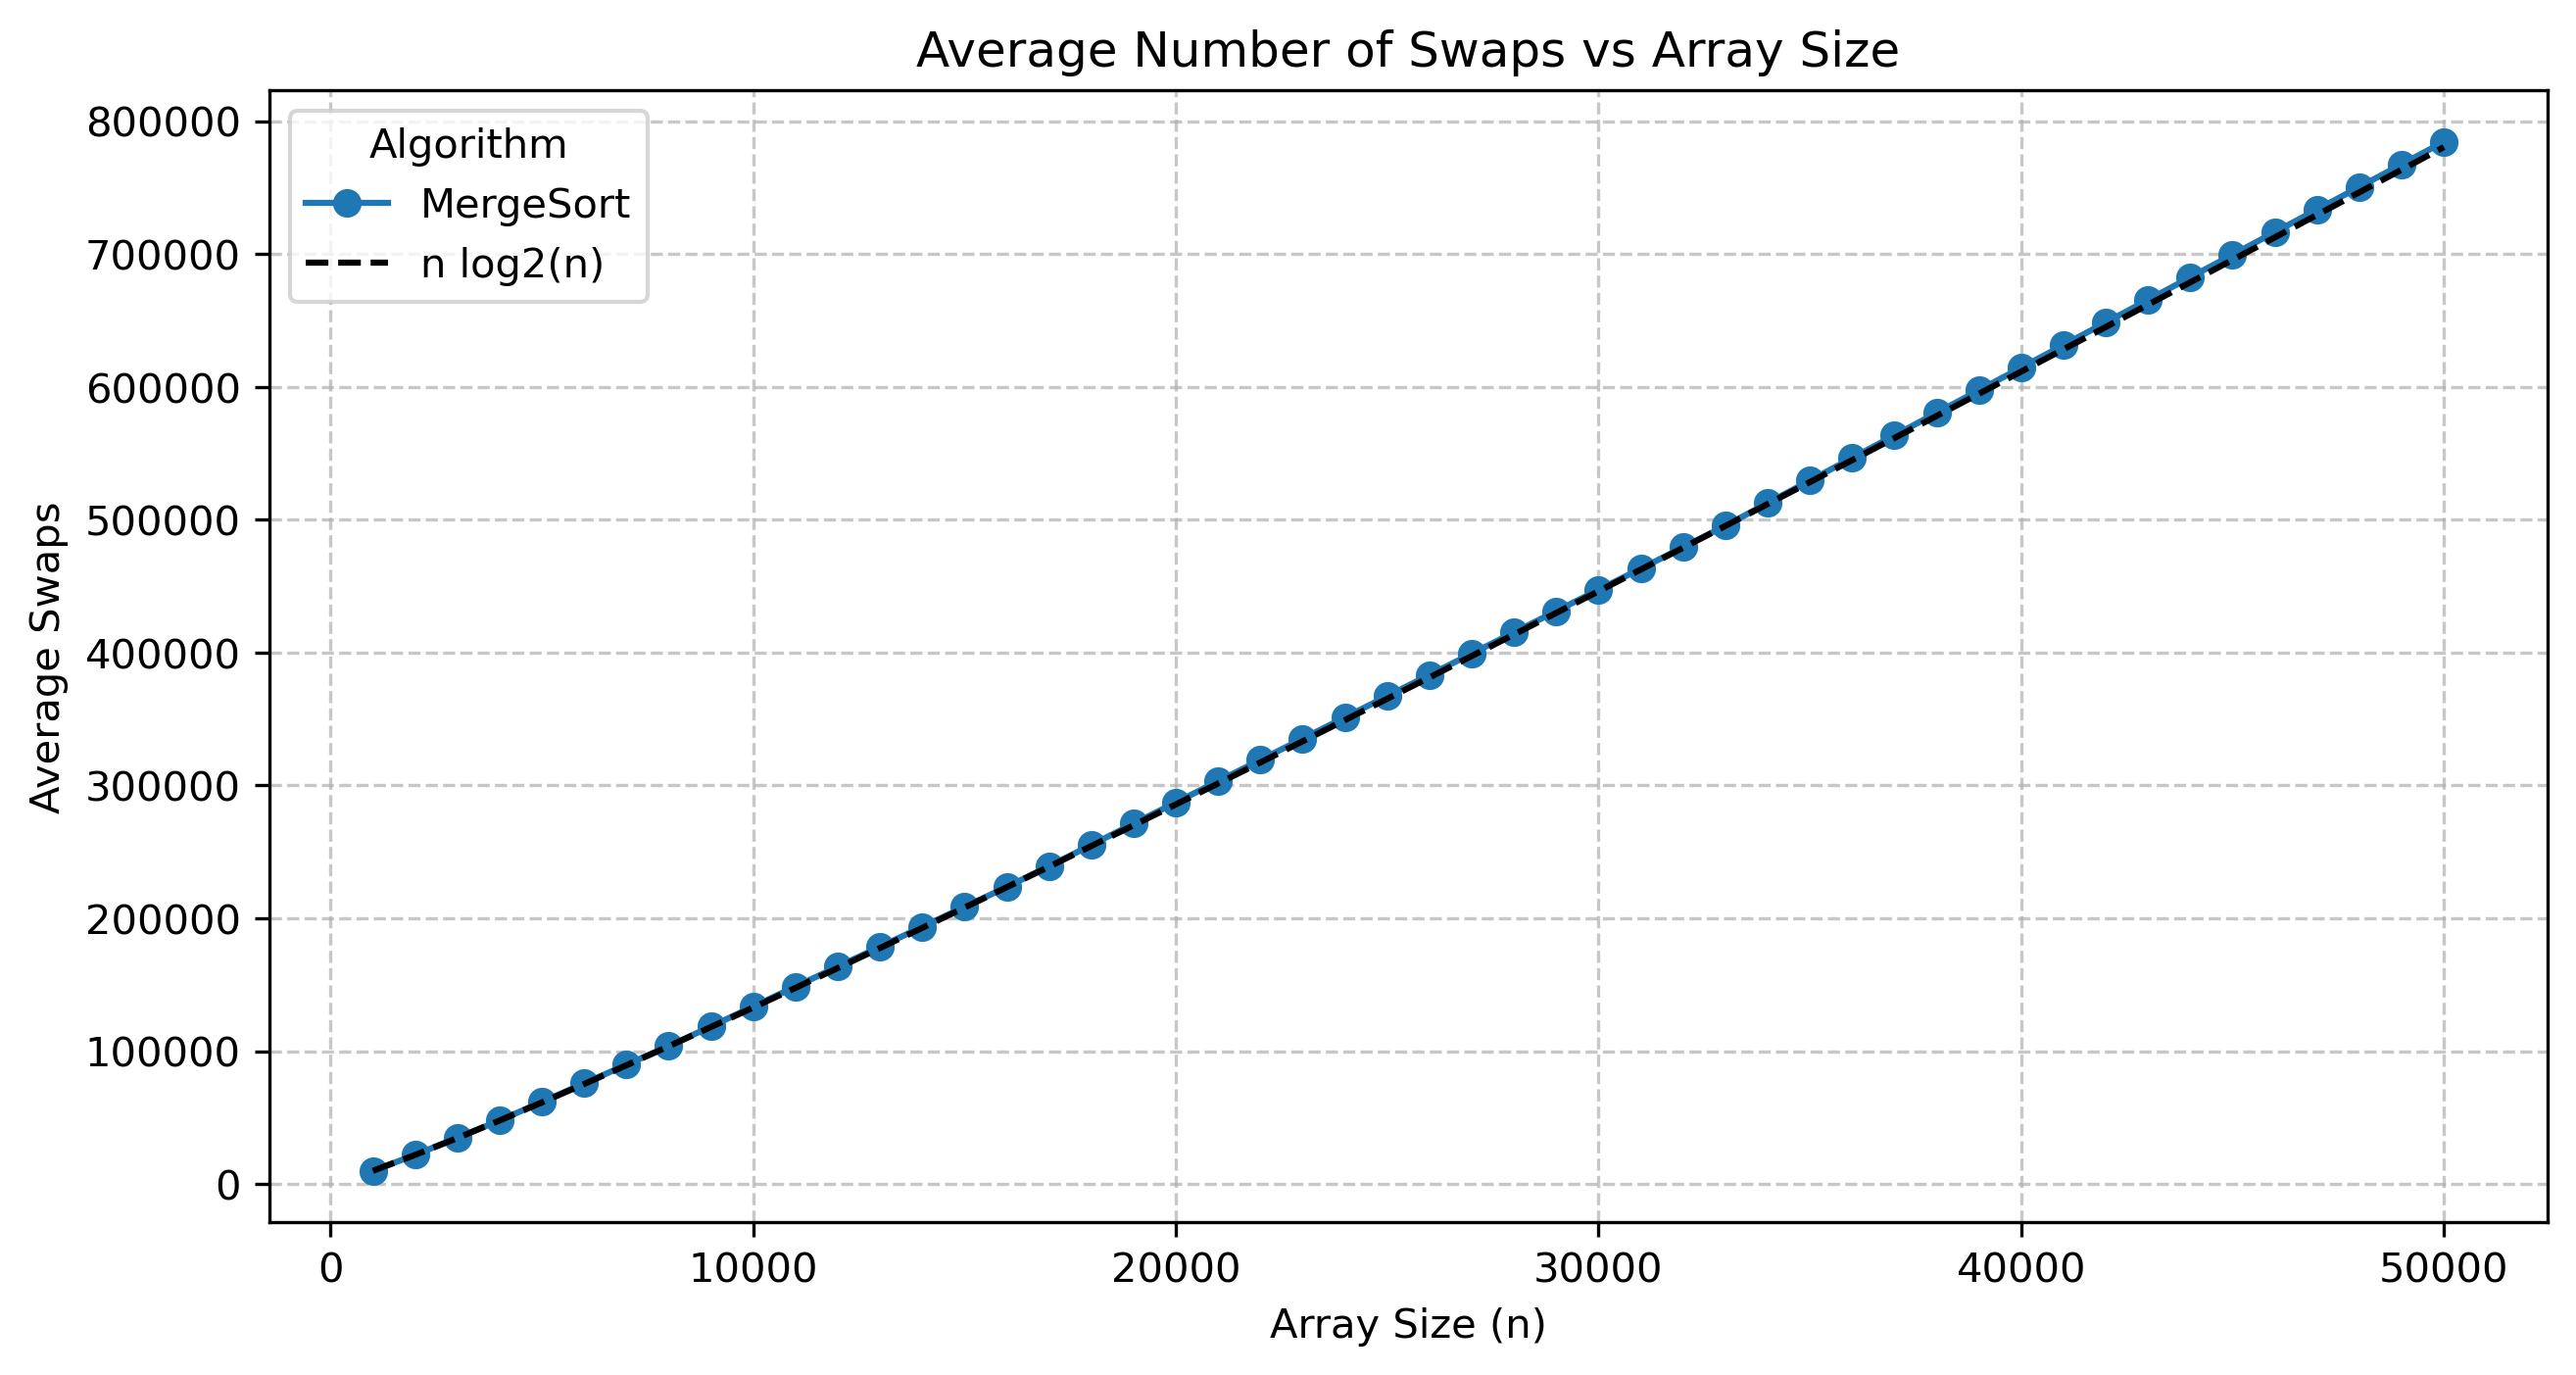 Average Number of Swaps vs Array Size
Algorithm
MergeSort
n log2(n)
Average Swaps
800000
700000
600000
500000
400000
300000
200000
100000
0
0 10000 20000 30000 40000 50000
Array Size (n)